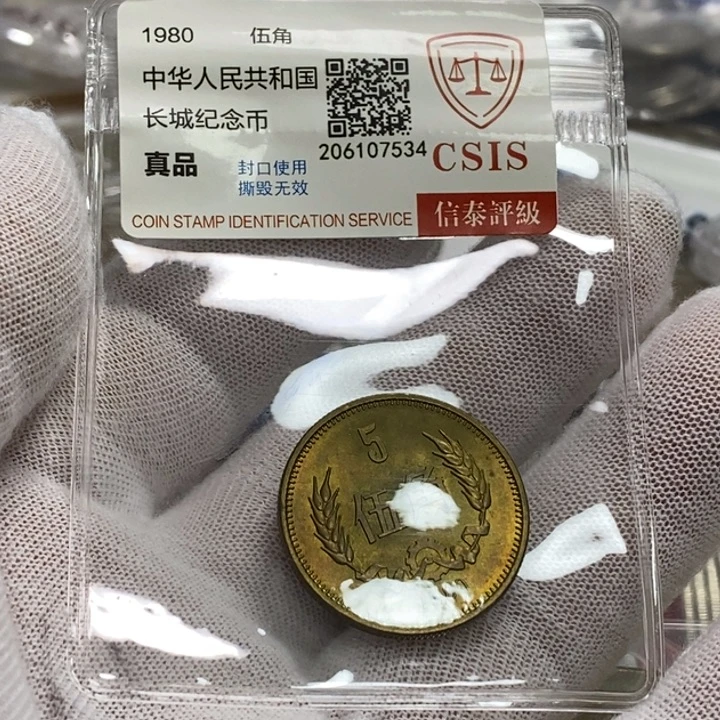 1980 伍角
中华人民共和国
长城纪念币
真品
封口使用
撕毁无效
206107534
CSIS
COIN STAMP IDENTIFICATION SERVICE
信泰評級
5
伍